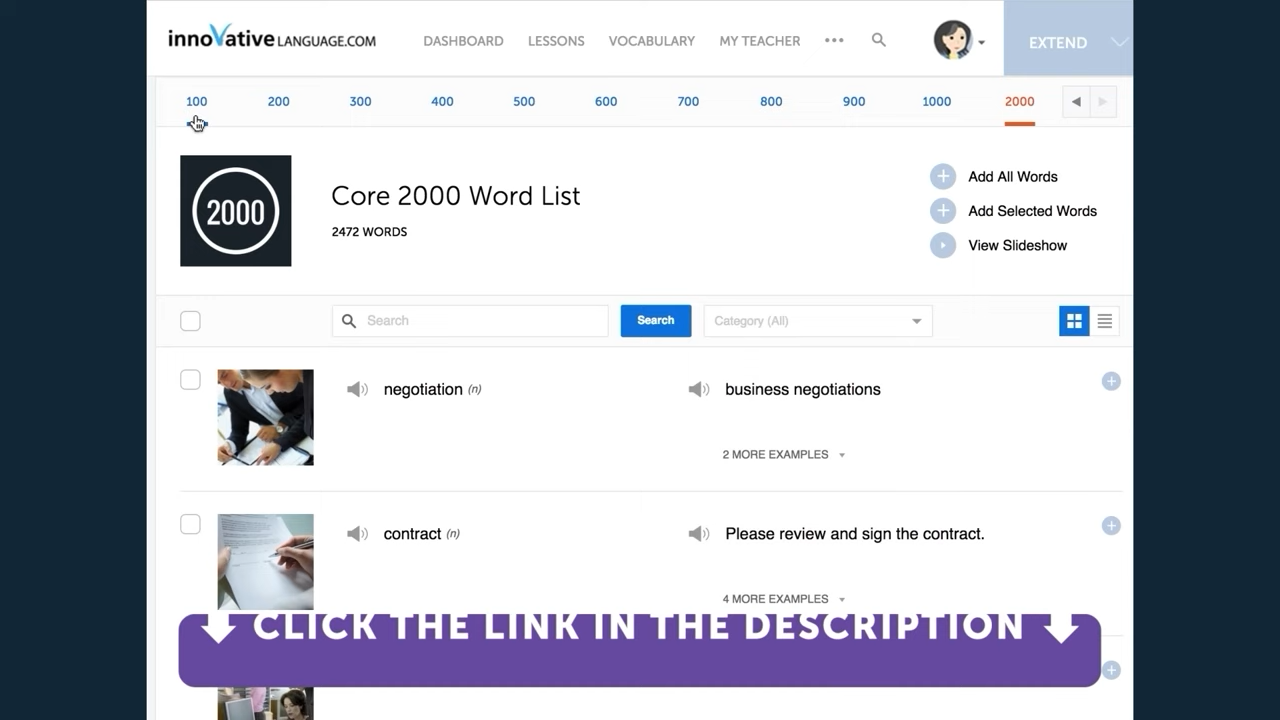 innoVative LANGUAGE.COM
DASHBOARD LESSONS VOCABULARY MY TEACHER ••• EXTEND
100 200 300 400 500 600 700 800 900 1000 2000
2000
Core 2000 Word List
2472 WORDS
Add All Words
Add Selected Words
View Slideshow
Search Search Category (All)
negotiation (n) business negotiations
2 MORE EXAMPLES
contract (n) Please review and sign the contract.
4 MORE EXAMPLES
CLICK THE LINK IN THE DESCRIPTION